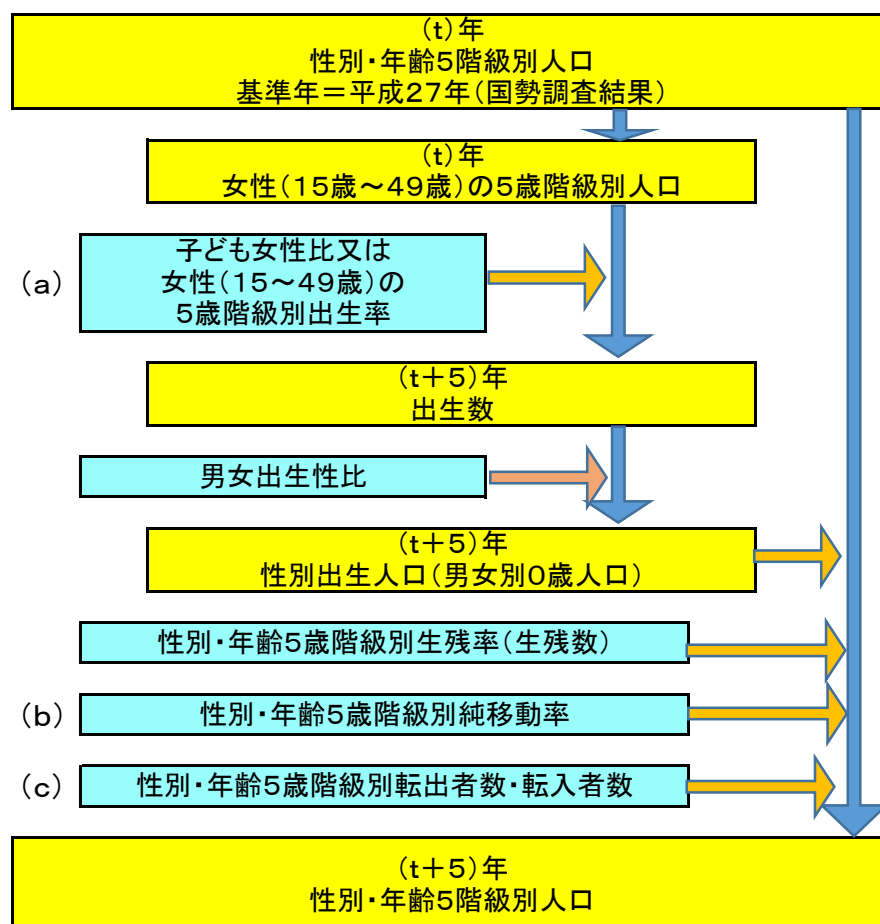 (t)年
性別・年齢5階級別人口
基準年=平成27年(国勢調査結果)
(t)年
女性(15歳~49歳)の5歳階級別人口
(a)
子ども女性比又は
女性(15~49歳)の
5歳階級別出生率
(t+5)年
出生数
男女出生性比
(t+5)年
性別出生人口(男女別0歳人口)
性別・年齢5歳階級別生残率(生残数)
(b) 性別・年齢5歳階級別純移動率
(c) 性別・年齢5歳階級別転出者数・転入者数
(t+5)年
性別・年齢5階級別人口